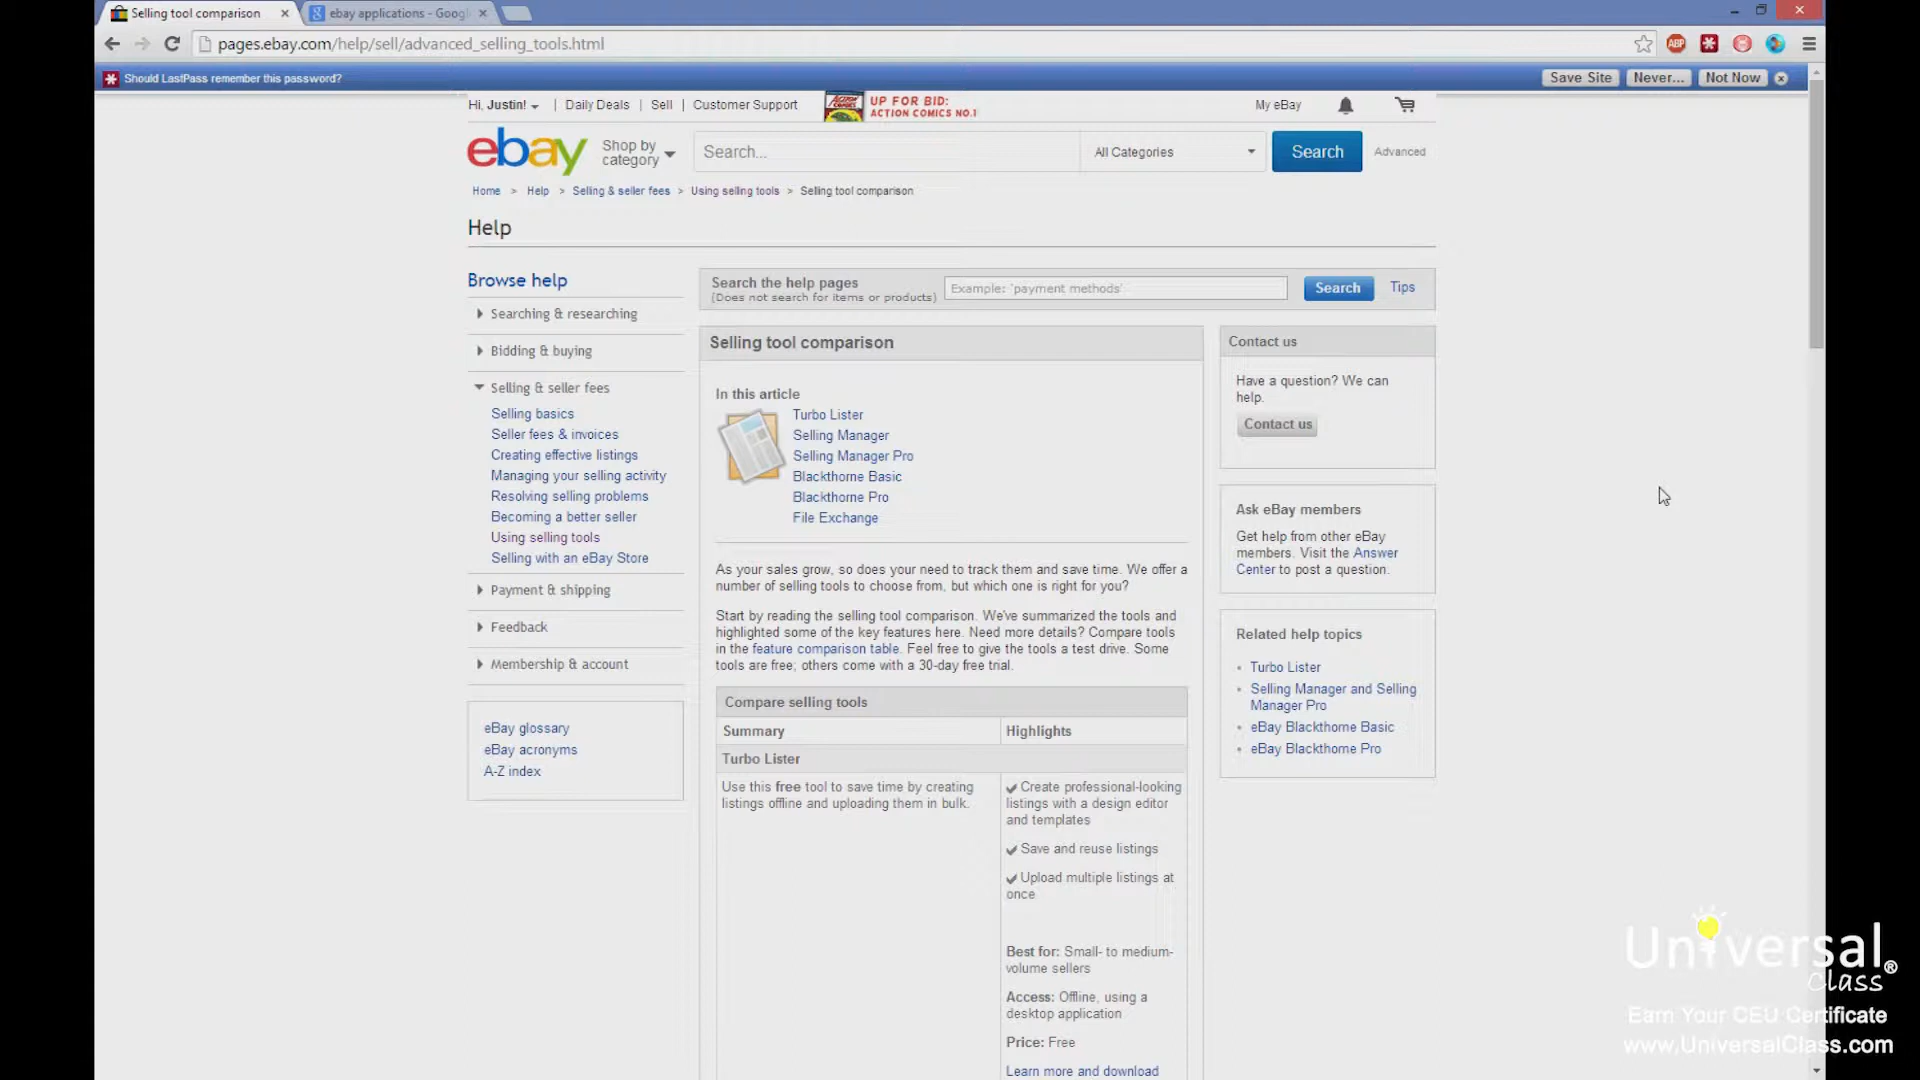 Selling tool comparison
ebay applications - Googl
pages.ebay.com/help/sell/advanced_selling_tools.html
ABP
Should LastPass remember this password?
Save Site
Never...
Not Now
Hi, Justin!
Daily Deals
Sell
Customer Support
ACTION COMICS
UP FOR BID:
ACTION COMICS NO.1
My eBay
ebay
Shop by
category
Search...
All Categories
Search
Advanced
Home > Help > Selling & seller fees > Using selling tools > Selling tool comparison
Help
Browse help
Searching & researching
Bidding & buying
Selling & seller fees
Selling basics
Seller fees & invoices
Creating effective listings
Managing your selling activity
Resolving selling problems
Becoming a better seller
Using selling tools
Selling with an eBay Store
Payment & shipping
Feedback
Membership & account
eBay glossary
eBay acronyms
A-Z index
Search the help pages
(Does not search for items or products)
Example: 'payment methods'
Search
Tips
Selling tool comparison
In this article
Turbo Lister
Selling Manager
Selling Manager Pro
Blackthorne Basic
Blackthorne Pro
File Exchange
As your sales grow, so does your need to track them and save time. We offer a
number of selling tools to choose from, but which one is right for you?
Start by reading the selling tool comparison. We've summarized the tools and
highlighted some of the key features here. Need more details? Compare tools
in the feature comparison table. Feel free to give the tools a test drive. Some
tools are free; others come with a 30-day free trial.
Compare selling tools
Summary
Highlights
Turbo Lister
Use this free tool to save time by creating
listings offline and uploading them in bulk.
✔ Create professional-looking
listings with a design editor
and templates
✔ Save and reuse listings
✔ Upload multiple listings at
once
Best for: Small- to medium-
volume sellers
Access: Offline, using a
desktop application
Price: Free
Learn more and download
Contact us
Have a question? We can
help.
Contact us
Ask eBay members
Get help from other eBay
members. Visit the Answer
Center to post a question.
Related help topics
• Turbo Lister
• Selling Manager and Selling
Manager Pro
• eBay Blackthorne Basic
• eBay Blackthorne Pro
Universal
Class®
Earn Your CEU Certificate
www.UniversalClass.com